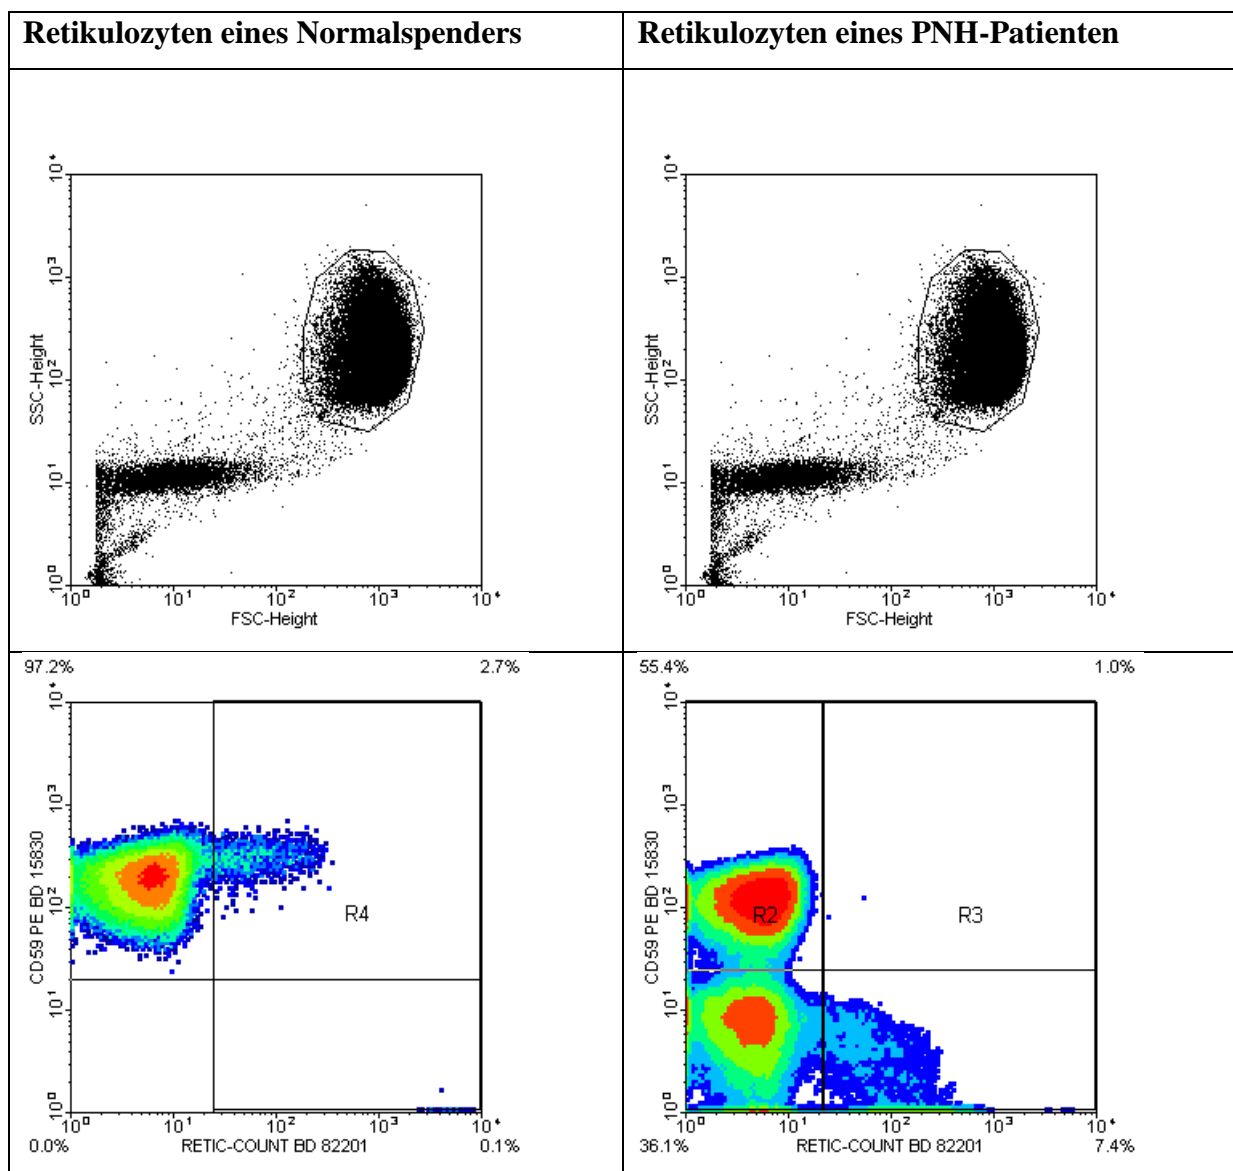 Retikulozyten eines Normalspenders
Retikulozyten eines PNH-Patienten
10⁴
10³
SSC-Height
10²
10¹
10⁰
10⁰ 10¹ 10² 10³ 10⁴
FSC-Height
10⁴
10³
SSC-Height
10²
10¹
10⁰
10⁰ 10¹ 10² 10³ 10⁴
FSC-Height
97.2% 2.7%
10⁴
10³
CD59 PE BD 15830
10²
R4
10¹
10⁰
10⁰ 10¹ 10² 10³ 10⁴
0.0% RETIC-COUNT BD 82201 0.1%
55.4% 1.0%
10⁴
10³
CD59 PE BD 15830
10²
R2 R3
10¹
10⁰
10⁰ 10¹ 10² 10³ 10⁴
36.1% RETIC-COUNT BD 82201 7.4%